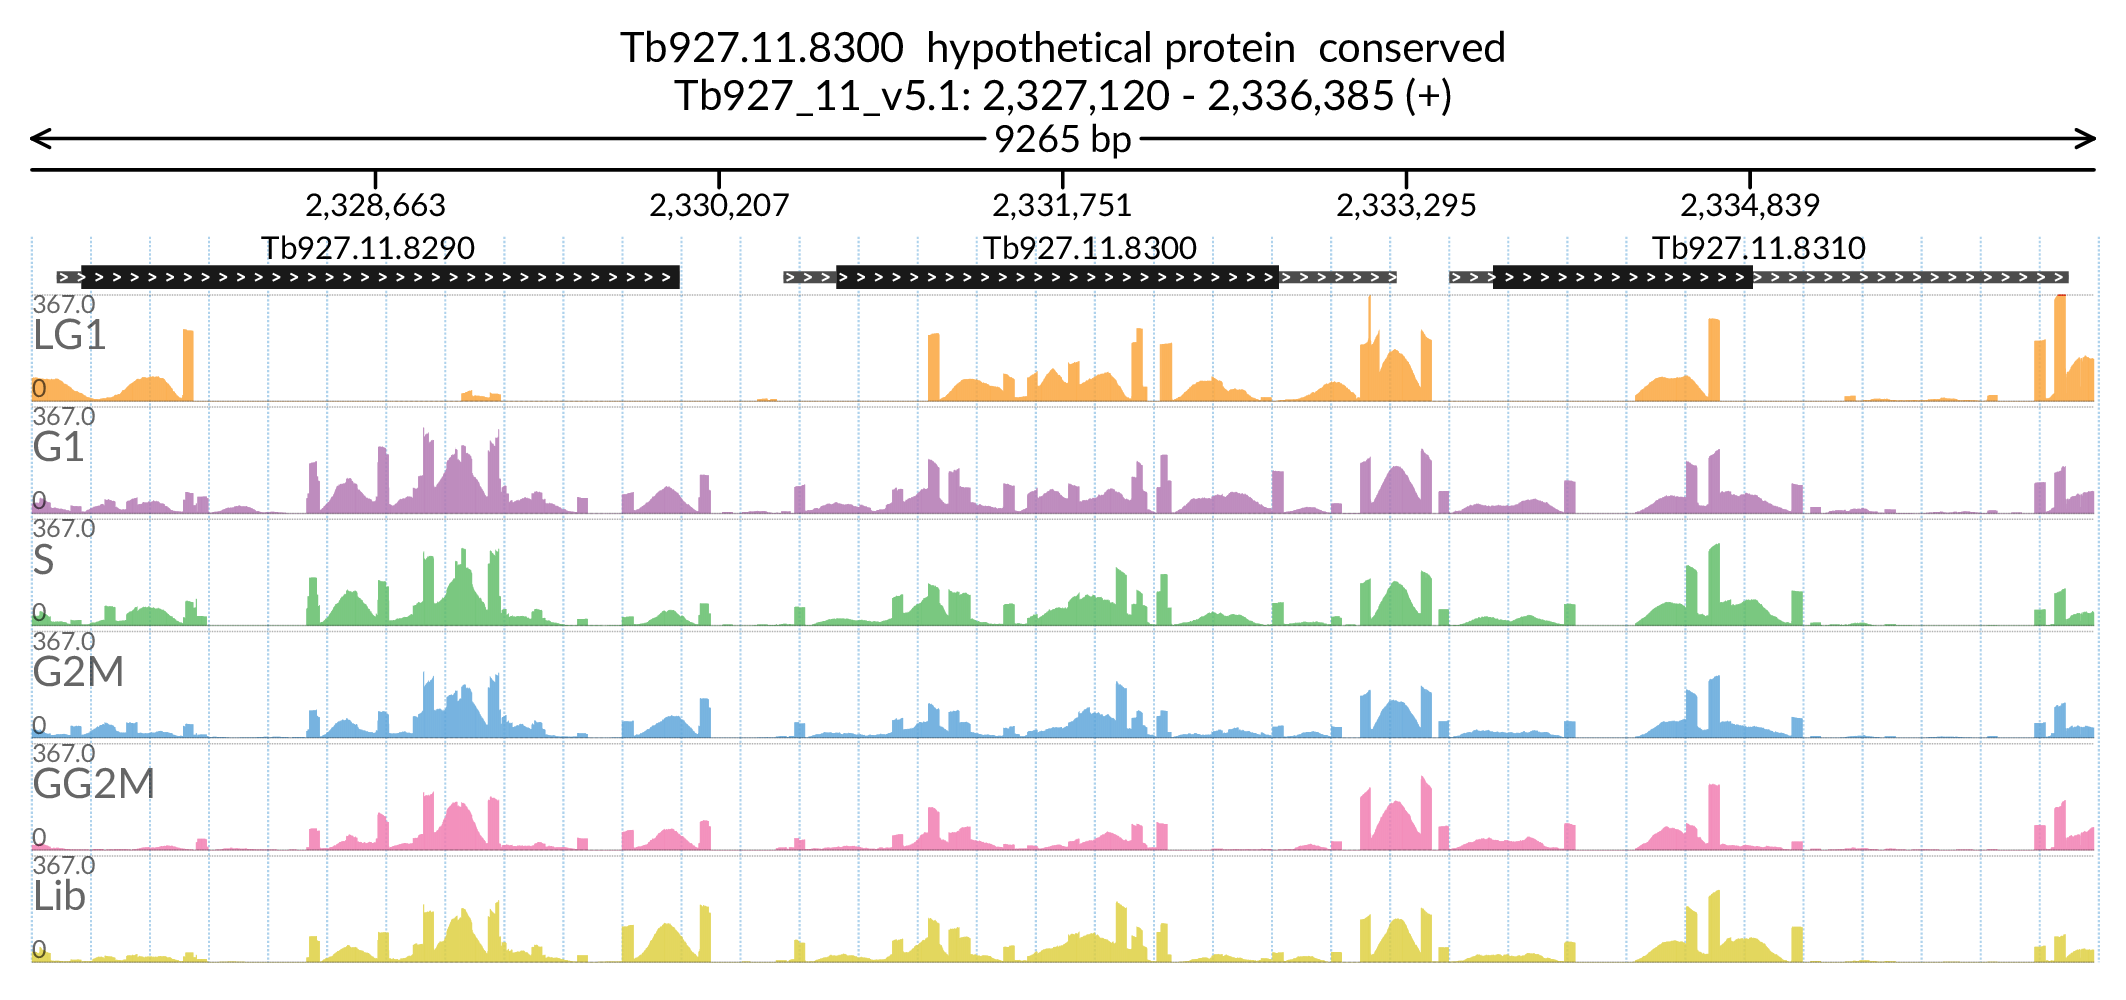 Tb927.11.8300  hypothetical protein  conserved
Tb927_11_v5.1: 2,327,120 - 2,336,385 (+)
9265 bp
2,328,663 2,330,207 2,331,751 2,333,295 2,334,839
Tb927.11.8290 Tb927.11.8300 Tb927.11.8310
367.0
LG1
0
367.0
G1
0
367.0
S
0
367.0
G2M
0
367.0
GG2M
0
367.0
Lib
0